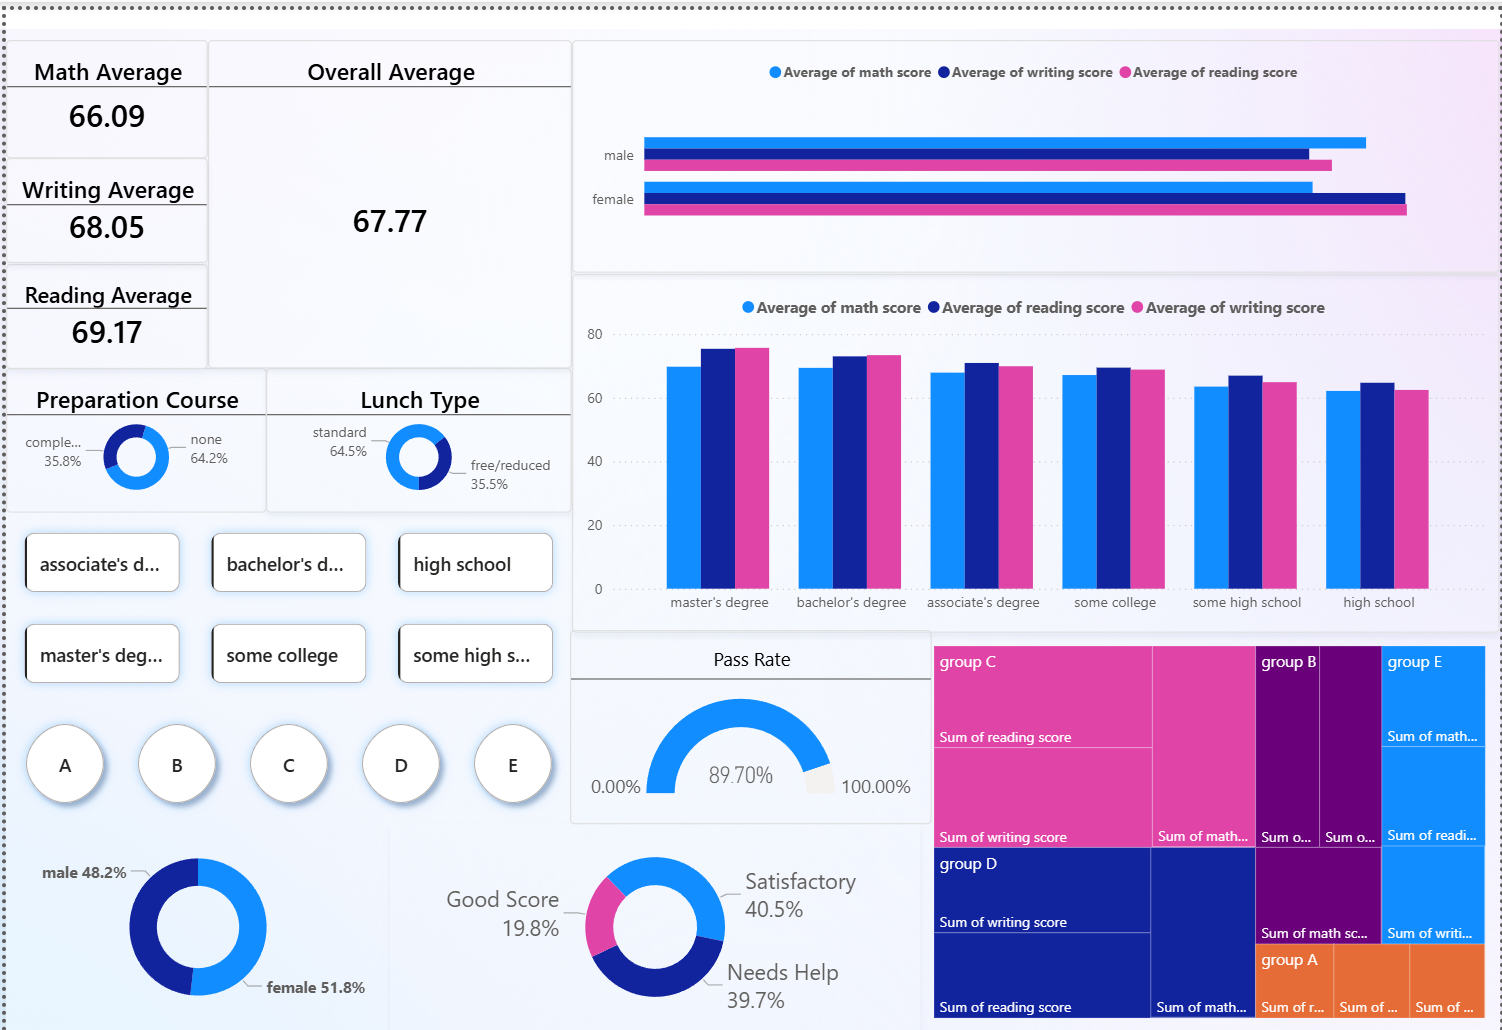 Math Average
66.09
Writing Average
68.05
Reading Average
69.17
Overall Average
67.77
Average of math score Average of writing score Average of reading score
male
female
Average of math score Average of reading score Average of writing score
80
60
40
20
0
master's degree bachelor's degree associate's degree some college some high school high school
Preparation Course
comple...
35.8%
none
64.2%
Lunch Type
standard
64.5%
free/reduced
35.5%
associate's d... bachelor's d... high school
master's deg... some college some high s...
A B C D E
Pass Rate
0.00% 89.70% 100.00%
male 48.2%
female 51.8%
Good Score
19.8%
Satisfactory
40.5%
Needs Help
39.7%
group C
Sum of reading score
Sum of writing score
Sum of math...
group D
Sum of writing score
Sum of reading score
Sum of math...
group B
Sum o... Sum o...
Sum of math sc...
group E
Sum of math...
Sum of readi...
Sum of writi...
group A
Sum of r... Sum of ... Sum of ...